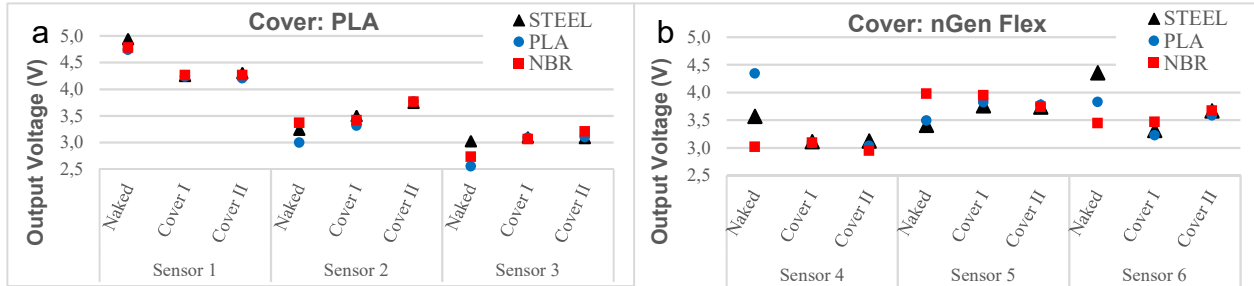 a
Cover: PLA
STEEL
PLA
NBR
Output Voltage (V)
5,0
4,5
4,0
3,5
3,0
2,5
Naked
Cover I
Cover II
Naked
Cover I
Cover II
Naked
Cover I
Cover II
Sensor 1
Sensor 2
Sensor 3
b
Cover: nGen Flex
STEEL
PLA
NBR
Output Voltage (V)
5,0
4,5
4,0
3,5
3,0
2,5
Naked
Cover I
Cover II
Naked
Cover I
Cover II
Naked
Cover I
Cover II
Sensor 4
Sensor 5
Sensor 6